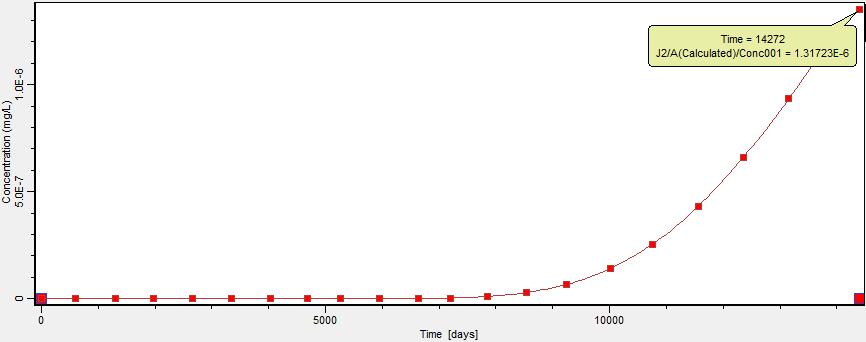 Time = 14272
J2/A(Calculated)/Conc001 = 1.31723E-6
Concentration (mg/L)
1.0E-6
5.0E-7
0
0 5000 10000
Time [days]